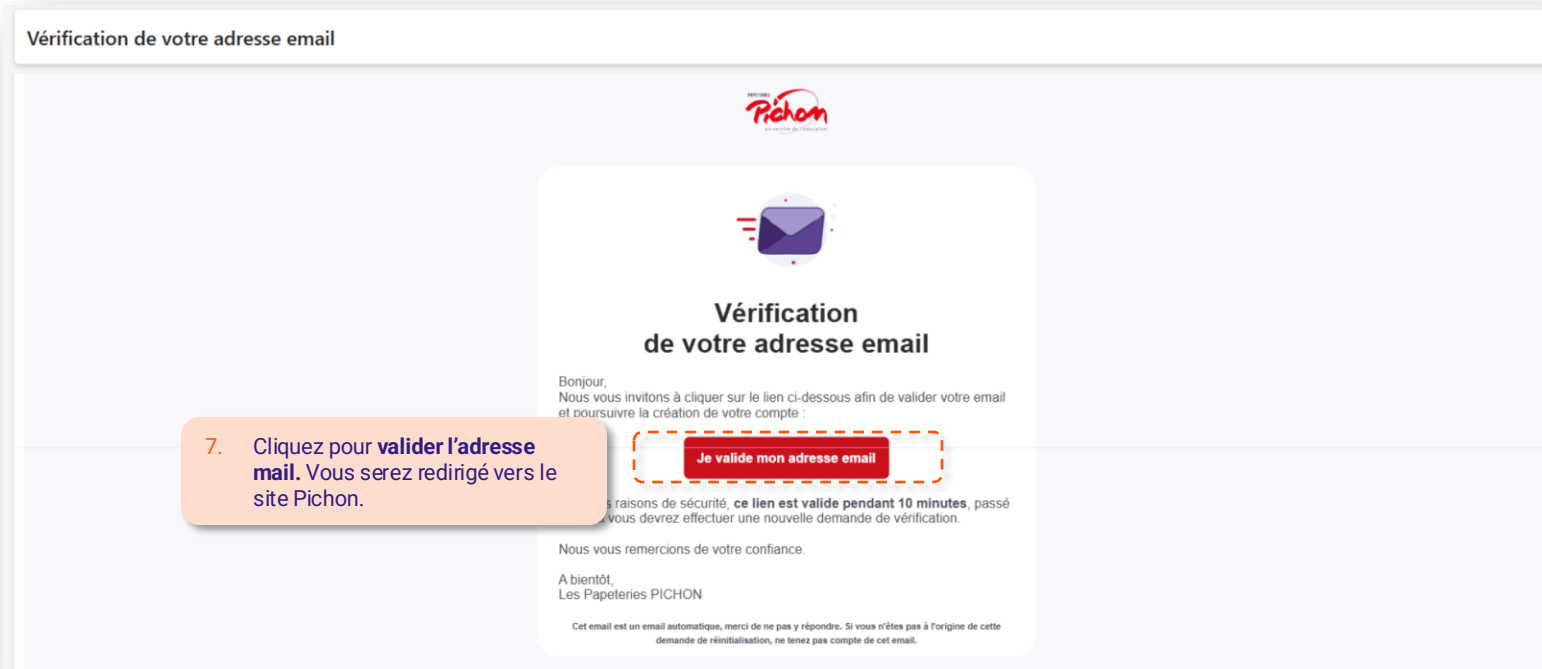 Vérification de votre adresse email
PAPETERIES
Pichon
au service de l'éducation
Vérification
de votre adresse email
Bonjour,
Nous vous invitons à cliquer sur le lien ci-dessous afin de valider votre email
et poursuivre la création de votre compte :
7. Cliquez pour valider l’adresse
mail. Vous serez redirigé vers le
site Pichon.
Je valide mon adresse email
raisons de sécurité, ce lien est valide pendant 10 minutes, passé
vous devrez effectuer une nouvelle demande de vérification.
Nous vous remercions de votre confiance.
A bientôt,
Les Papeteries PICHON
Cet email est un email automatique, merci de ne pas y répondre. Si vous n'êtes pas à l'origine de cette
demande de réinitialisation, ne tenez pas compte de cet email.